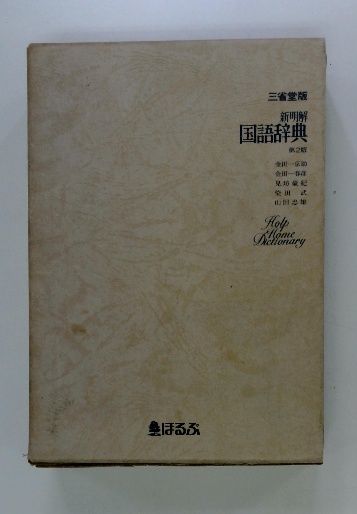 三省堂版
新明解
国語辞典
第2版
金田一京助
金田一春彦
見坊豪紀
柴田 武
山田忠雄
Holp
Home
Dictionary
ほるぷ